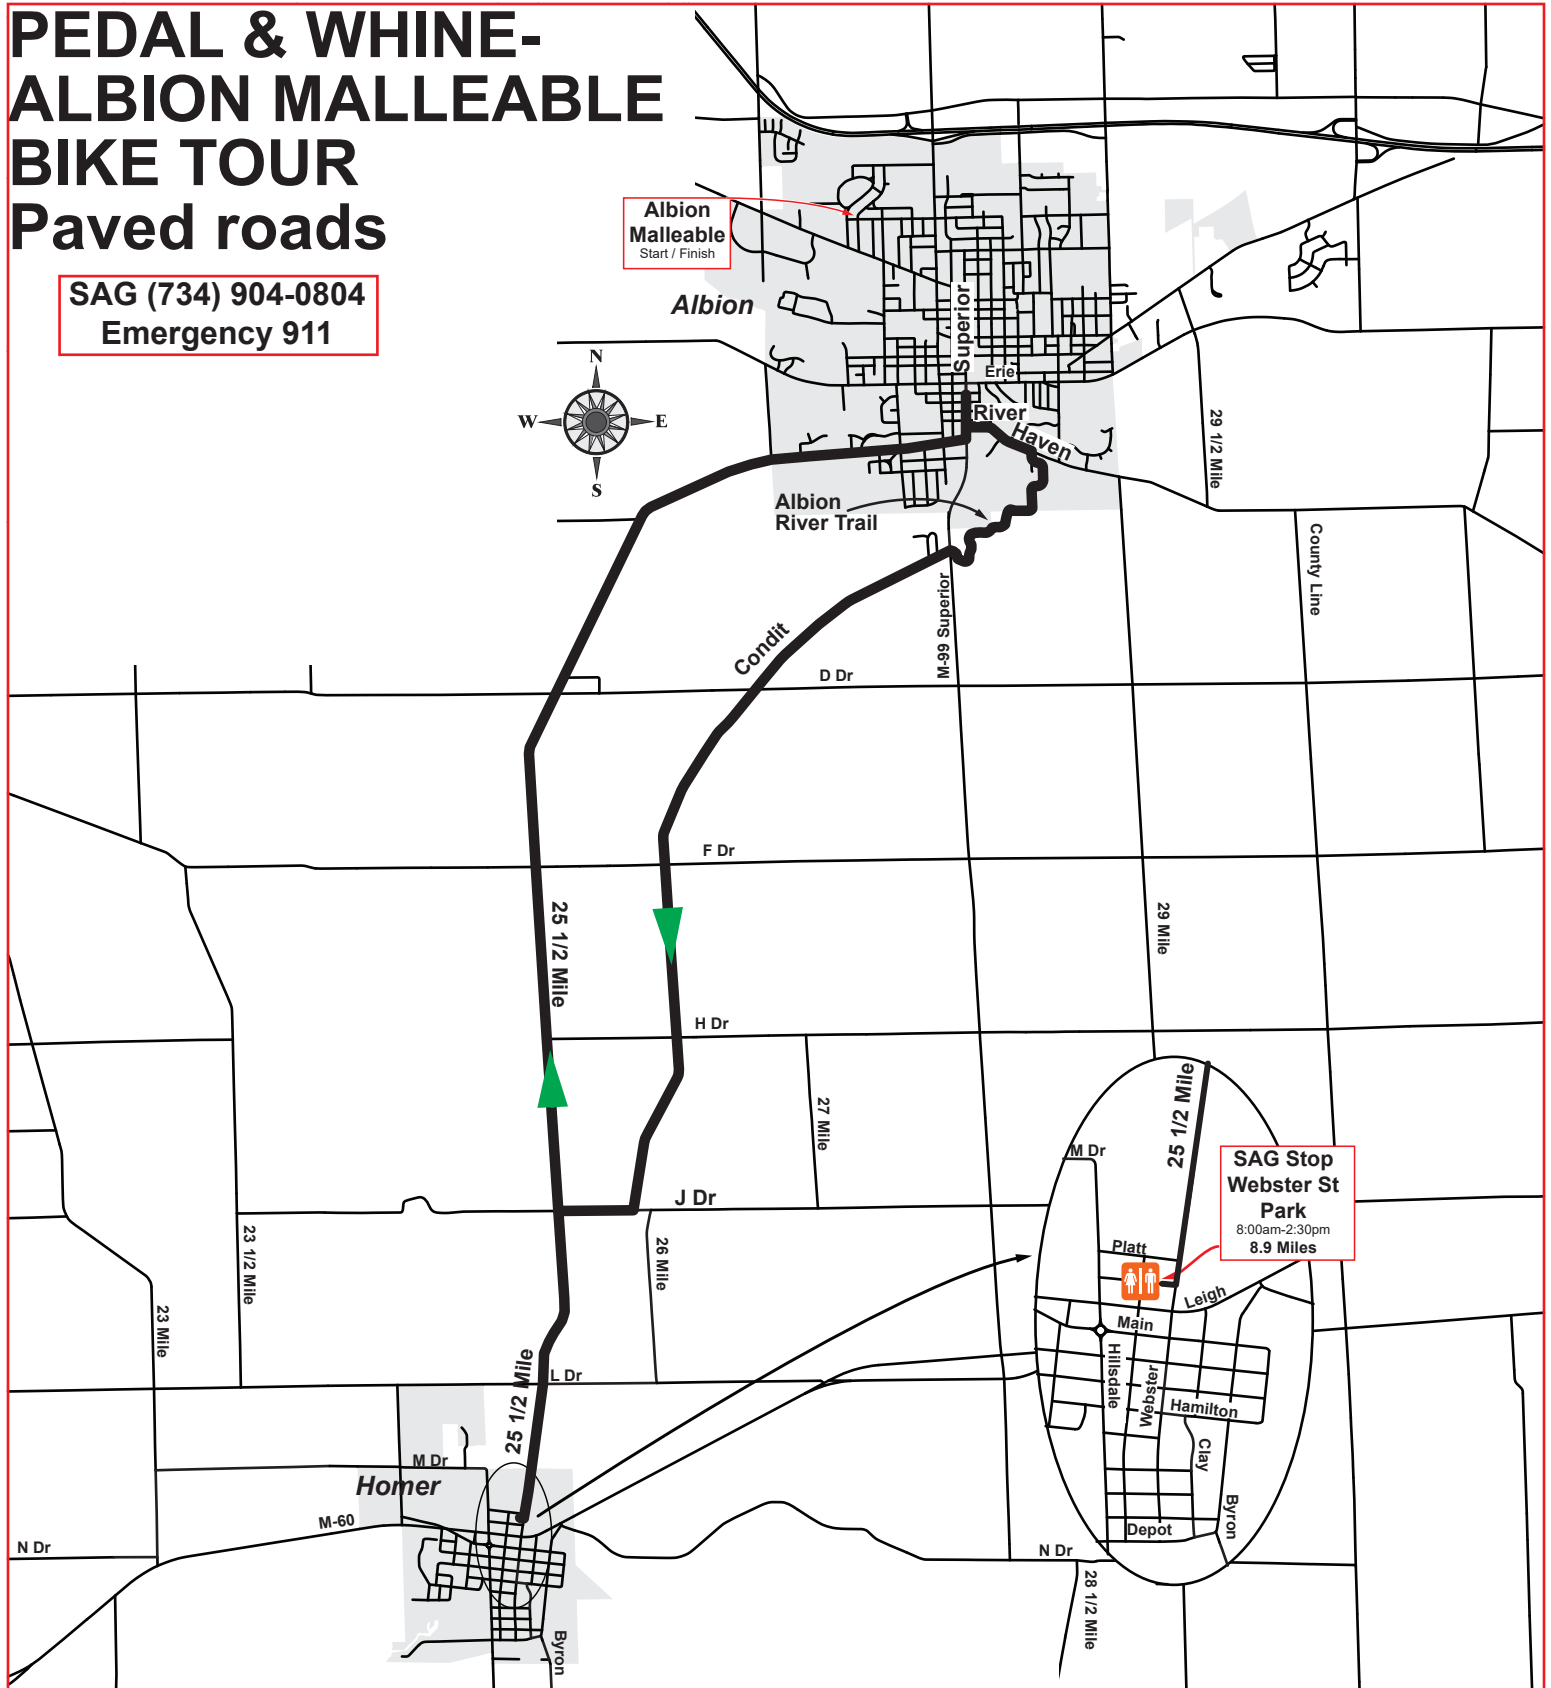 PEDAL & WHINE-
ALBION MALLEABLE
BIKE TOUR
Paved roads
SAG (734) 904-0804
Emergency 911
Albion
Malleable
Start / Finish
Albion
Superior
Erie
N
W
E
S
River
Haven
29 1/2 Mile
Albion
River Trail
County Line
M-99 Superior
Condit
D Dr
F Dr
25 1/2 Mile
29 Mile
H Dr
27 Mile
25 1/2 Mile
M Dr
SAG Stop
Webster St
Park
8:00am-2:30pm
8.9 Miles
J Dr
23 1/2 Mile
26 Mile
Platt
Leigh
23 Mile
Main
Hillsdale
Webster
Hamilton
L Dr
25 1/2 Mile
M Dr
Homer
Clay
Byron
M-60
Depot
N Dr
N Dr
28 1/2 Mile
Byron